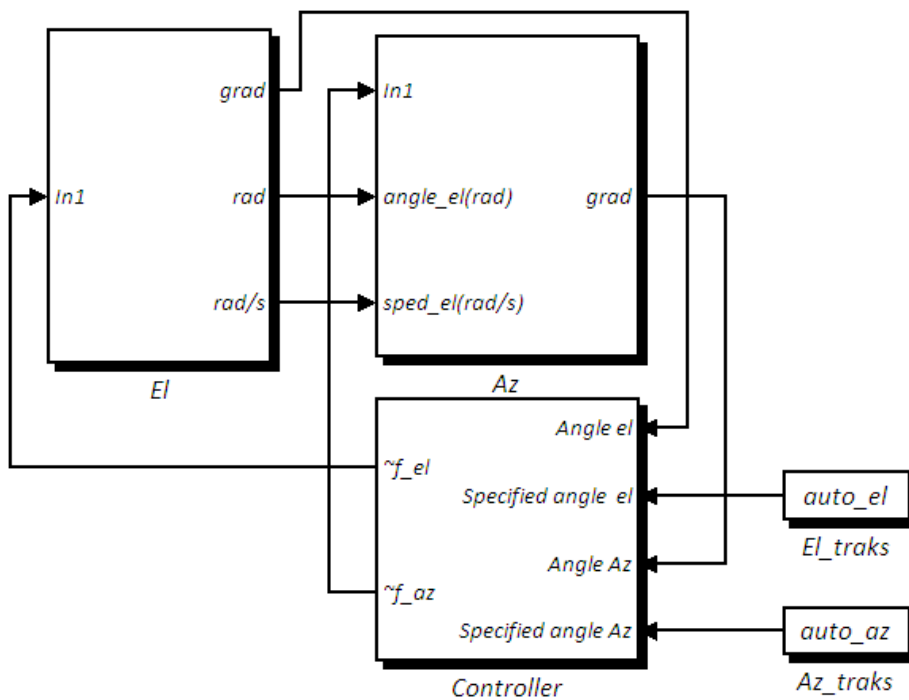 grad
In1
rad
rad/s
El
In1
angle_el(rad)
grad
sped_el(rad/s)
Az
Angle el
~f_el
Specified angle el
Angle Az
~f_az
Specified angle Az
Controller
auto_el
El_traks
auto_az
Az_traks